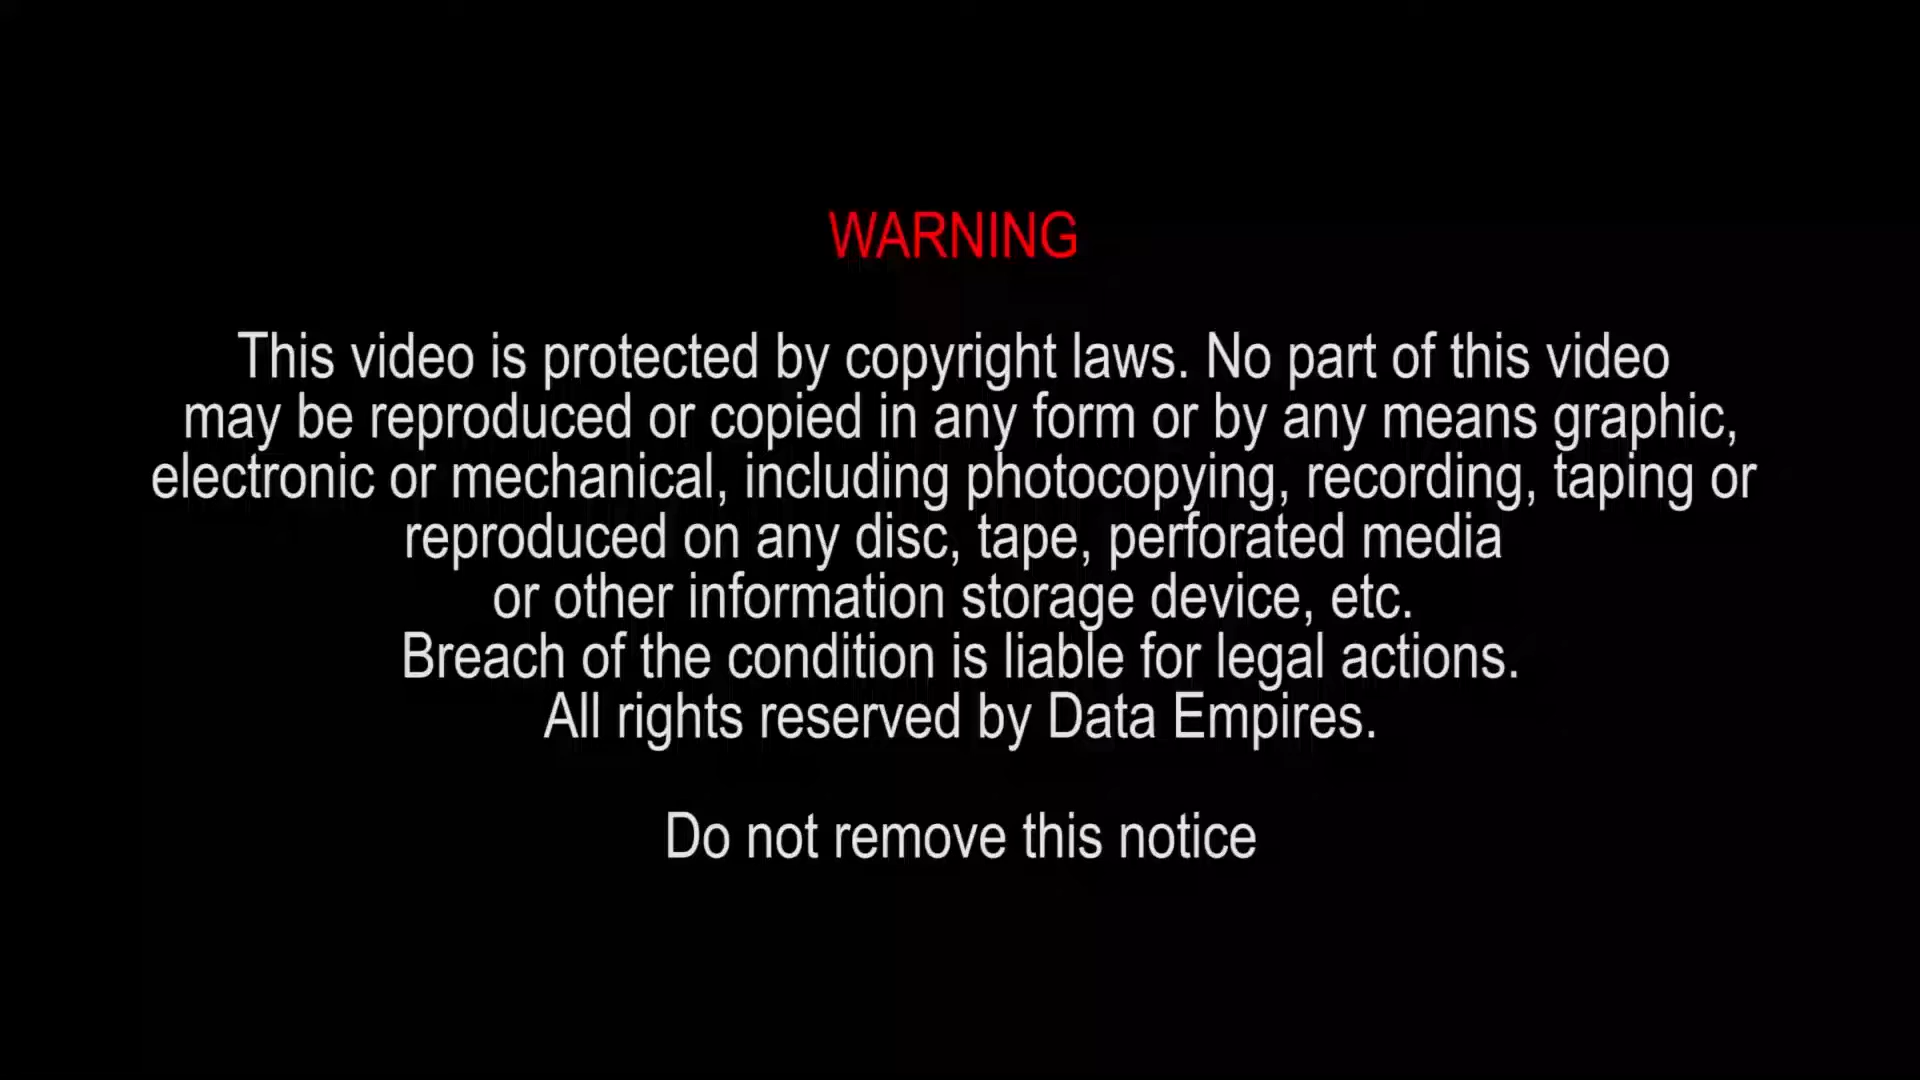 WARNING
This video is protected by copyright laws. No part of this video
may be reproduced or copied in any form or by any means graphic,
electronic or mechanical, including photocopying, recording, taping or
reproduced on any disc, tape, perforated media
or other information storage device, etc.
Breach of the condition is liable for legal actions.
All rights reserved by Data Empires.
Do not remove this notice